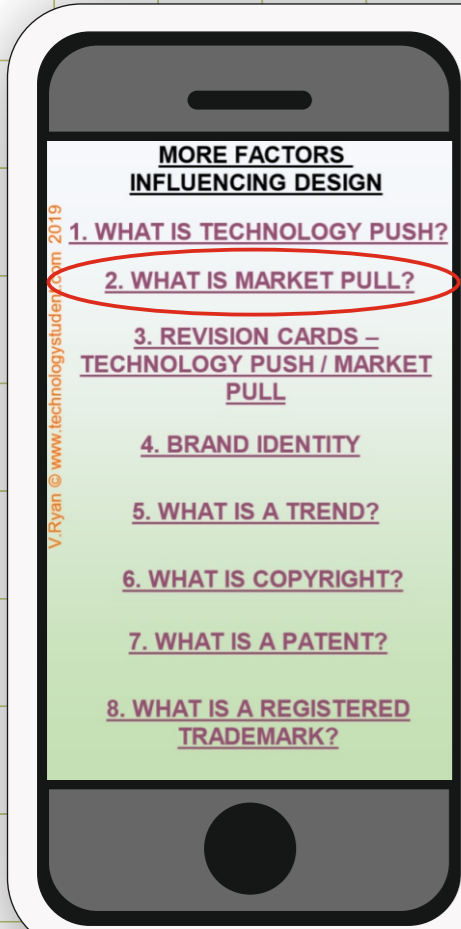 MORE FACTORS
INFLUENCING DESIGN
1. WHAT IS TECHNOLOGY PUSH?
2. WHAT IS MARKET PULL?
3. REVISION CARDS –
TECHNOLOGY PUSH / MARKET
PULL
4. BRAND IDENTITY
5. WHAT IS A TREND?
6. WHAT IS COPYRIGHT?
7. WHAT IS A PATENT?
8. WHAT IS A REGISTERED
TRADEMARK?
V.Ryan © www.technologystudent.com 2019